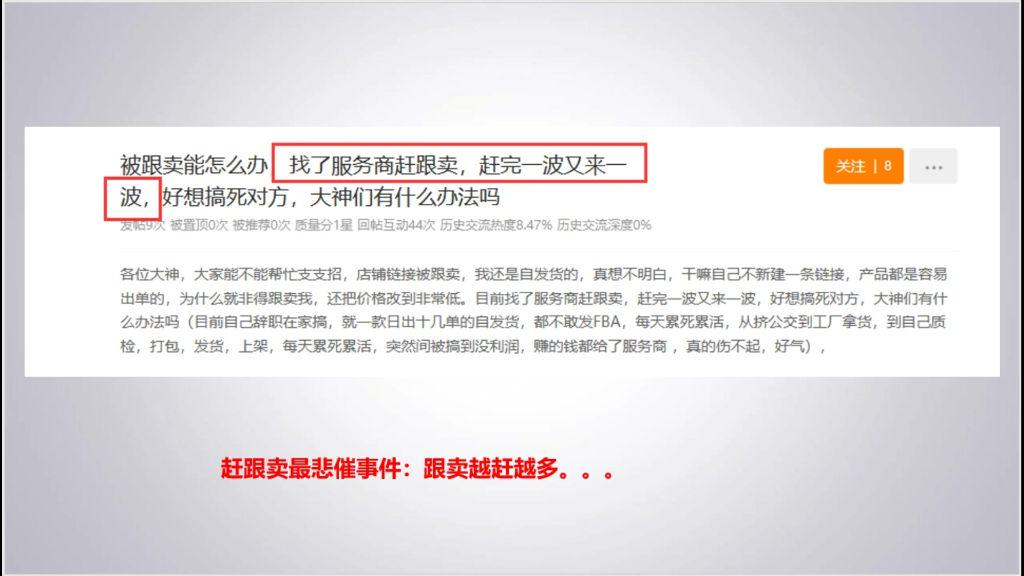 被跟卖能怎么办 找了服务商赶跟卖，赶完一波又来一
波，好想搞死对方，大神们有什么办法吗
关注 | 8
...
发帖9次 被置顶0次 被推荐0次 质量分1星 回帖互动44次 历史交流热度8.47% 历史交流深度0%
各位大神，大家能不能帮忙支支招，店铺链接被跟卖，我还是自发货的，真想不明白，干嘛自己不新建一条链接，产品都是容易
出单的，为什么就非得跟卖我，还把价格改到非常低。目前找了服务商赶跟卖，赶完一波又来一波，好想搞死对方，大神们有什
么办法吗（目前自己辞职在家搞，就一款日出十几单的自发货，都不敢发FBA，每天累死累活，从挤公交到工厂拿货，到自己质
检，打包，发货，上架，每天累死累活，突然间被搞到没利润，赚的钱都给了服务商 ，真的伤不起，好气），
赶跟卖最悲催事件：跟卖越赶越多。。。